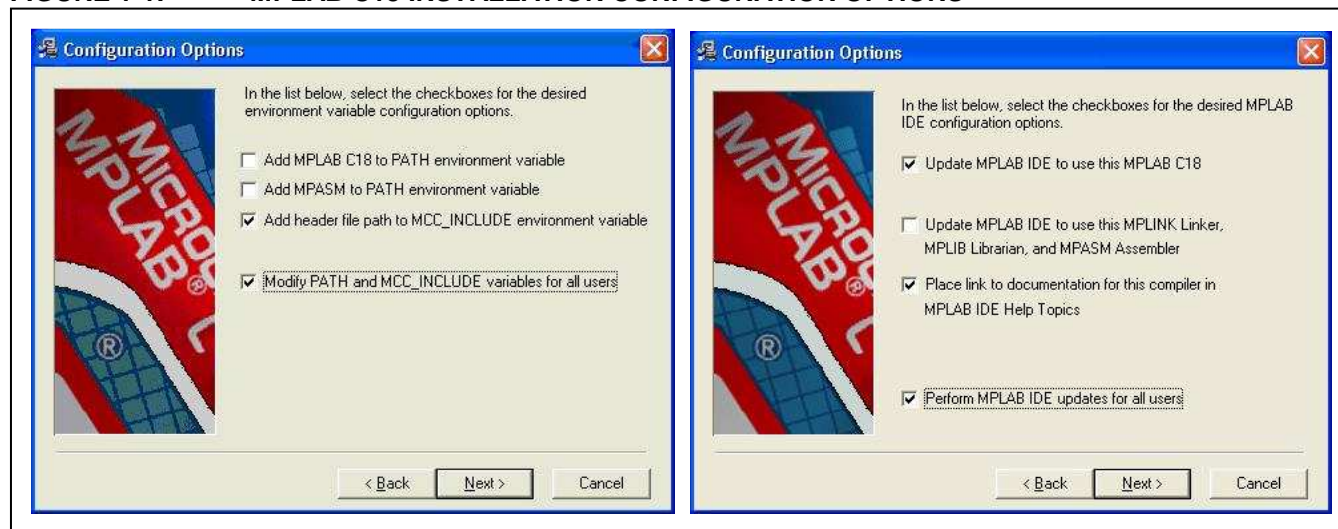 Configuration Options
In the list below, select the checkboxes for the desired
environment variable configuration options.
Add MPLAB C18 to PATH environment variable
Add MPASM to PATH environment variable
Add header file path to MCC_INCLUDE environment variable
Modify PATH and MCC_INCLUDE variables for all users
MICRO
MPLAB
®
< Back
Next >
Cancel
Configuration Options
In the list below, select the checkboxes for the desired MPLAB
IDE configuration options.
Update MPLAB IDE to use this MPLAB C18
Update MPLAB IDE to use this MPLINK Linker,
MPLIB Librarian, and MPASM Assembler
Place link to documentation for this compiler in
MPLAB IDE Help Topics
Perform MPLAB IDE updates for all users
MICRO
MPLAB
®
< Back
Next >
Cancel